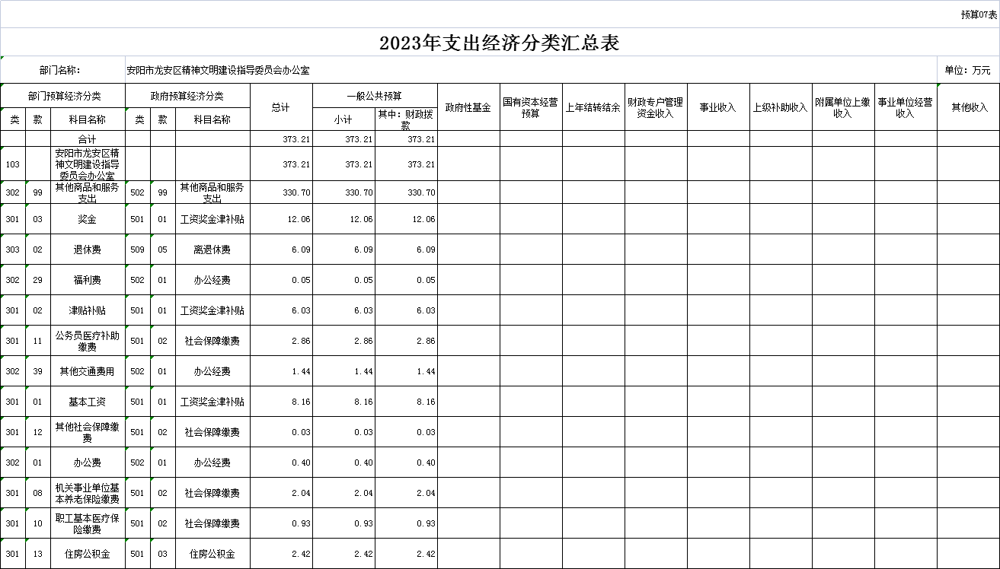 预算07表
2023年支出经济分类汇总表
部门名称： 安阳市龙安区精神文明建设指导委员会办公室 单位：万元
部门预算经济分类 政府预算经济分类 总计 一般公共预算 政府性基金 国有资本经营预算 上年结转结余 财政专户管理资金收入 事业收入 上级补助收入 附属单位上缴收入 事业单位经营收入 其他收入
类 款 科目名称 类 款 科目名称 小计 其中：财政拨款
合计 373.21 373.21 373.21
103 安阳市龙安区精神文明建设指导委员会办公室 373.21 373.21 373.21
302 99 其他商品和服务支出 502 99 其他商品和服务支出 330.70 330.70 330.70
301 03 奖金 501 01 工资奖金津补贴 12.06 12.06 12.06
303 02 退休费 509 05 离退休费 6.09 6.09 6.09
302 29 福利费 502 01 办公经费 0.05 0.05 0.05
301 02 津贴补贴 501 01 工资奖金津补贴 6.03 6.03 6.03
301 11 公务员医疗补助缴费 501 02 社会保障缴费 2.86 2.86 2.86
302 39 其他交通费用 502 01 办公经费 1.44 1.44 1.44
301 01 基本工资 501 01 工资奖金津补贴 8.16 8.16 8.16
301 12 其他社会保障缴费 501 02 社会保障缴费 0.03 0.03 0.03
302 01 办公费 502 01 办公经费 0.40 0.40 0.40
301 08 机关事业单位基本养老保险缴费 501 02 社会保障缴费 2.04 2.04 2.04
301 10 职工基本医疗保险缴费 501 02 社会保障缴费 0.93 0.93 0.93
301 13 住房公积金 501 03 住房公积金 2.42 2.42 2.42